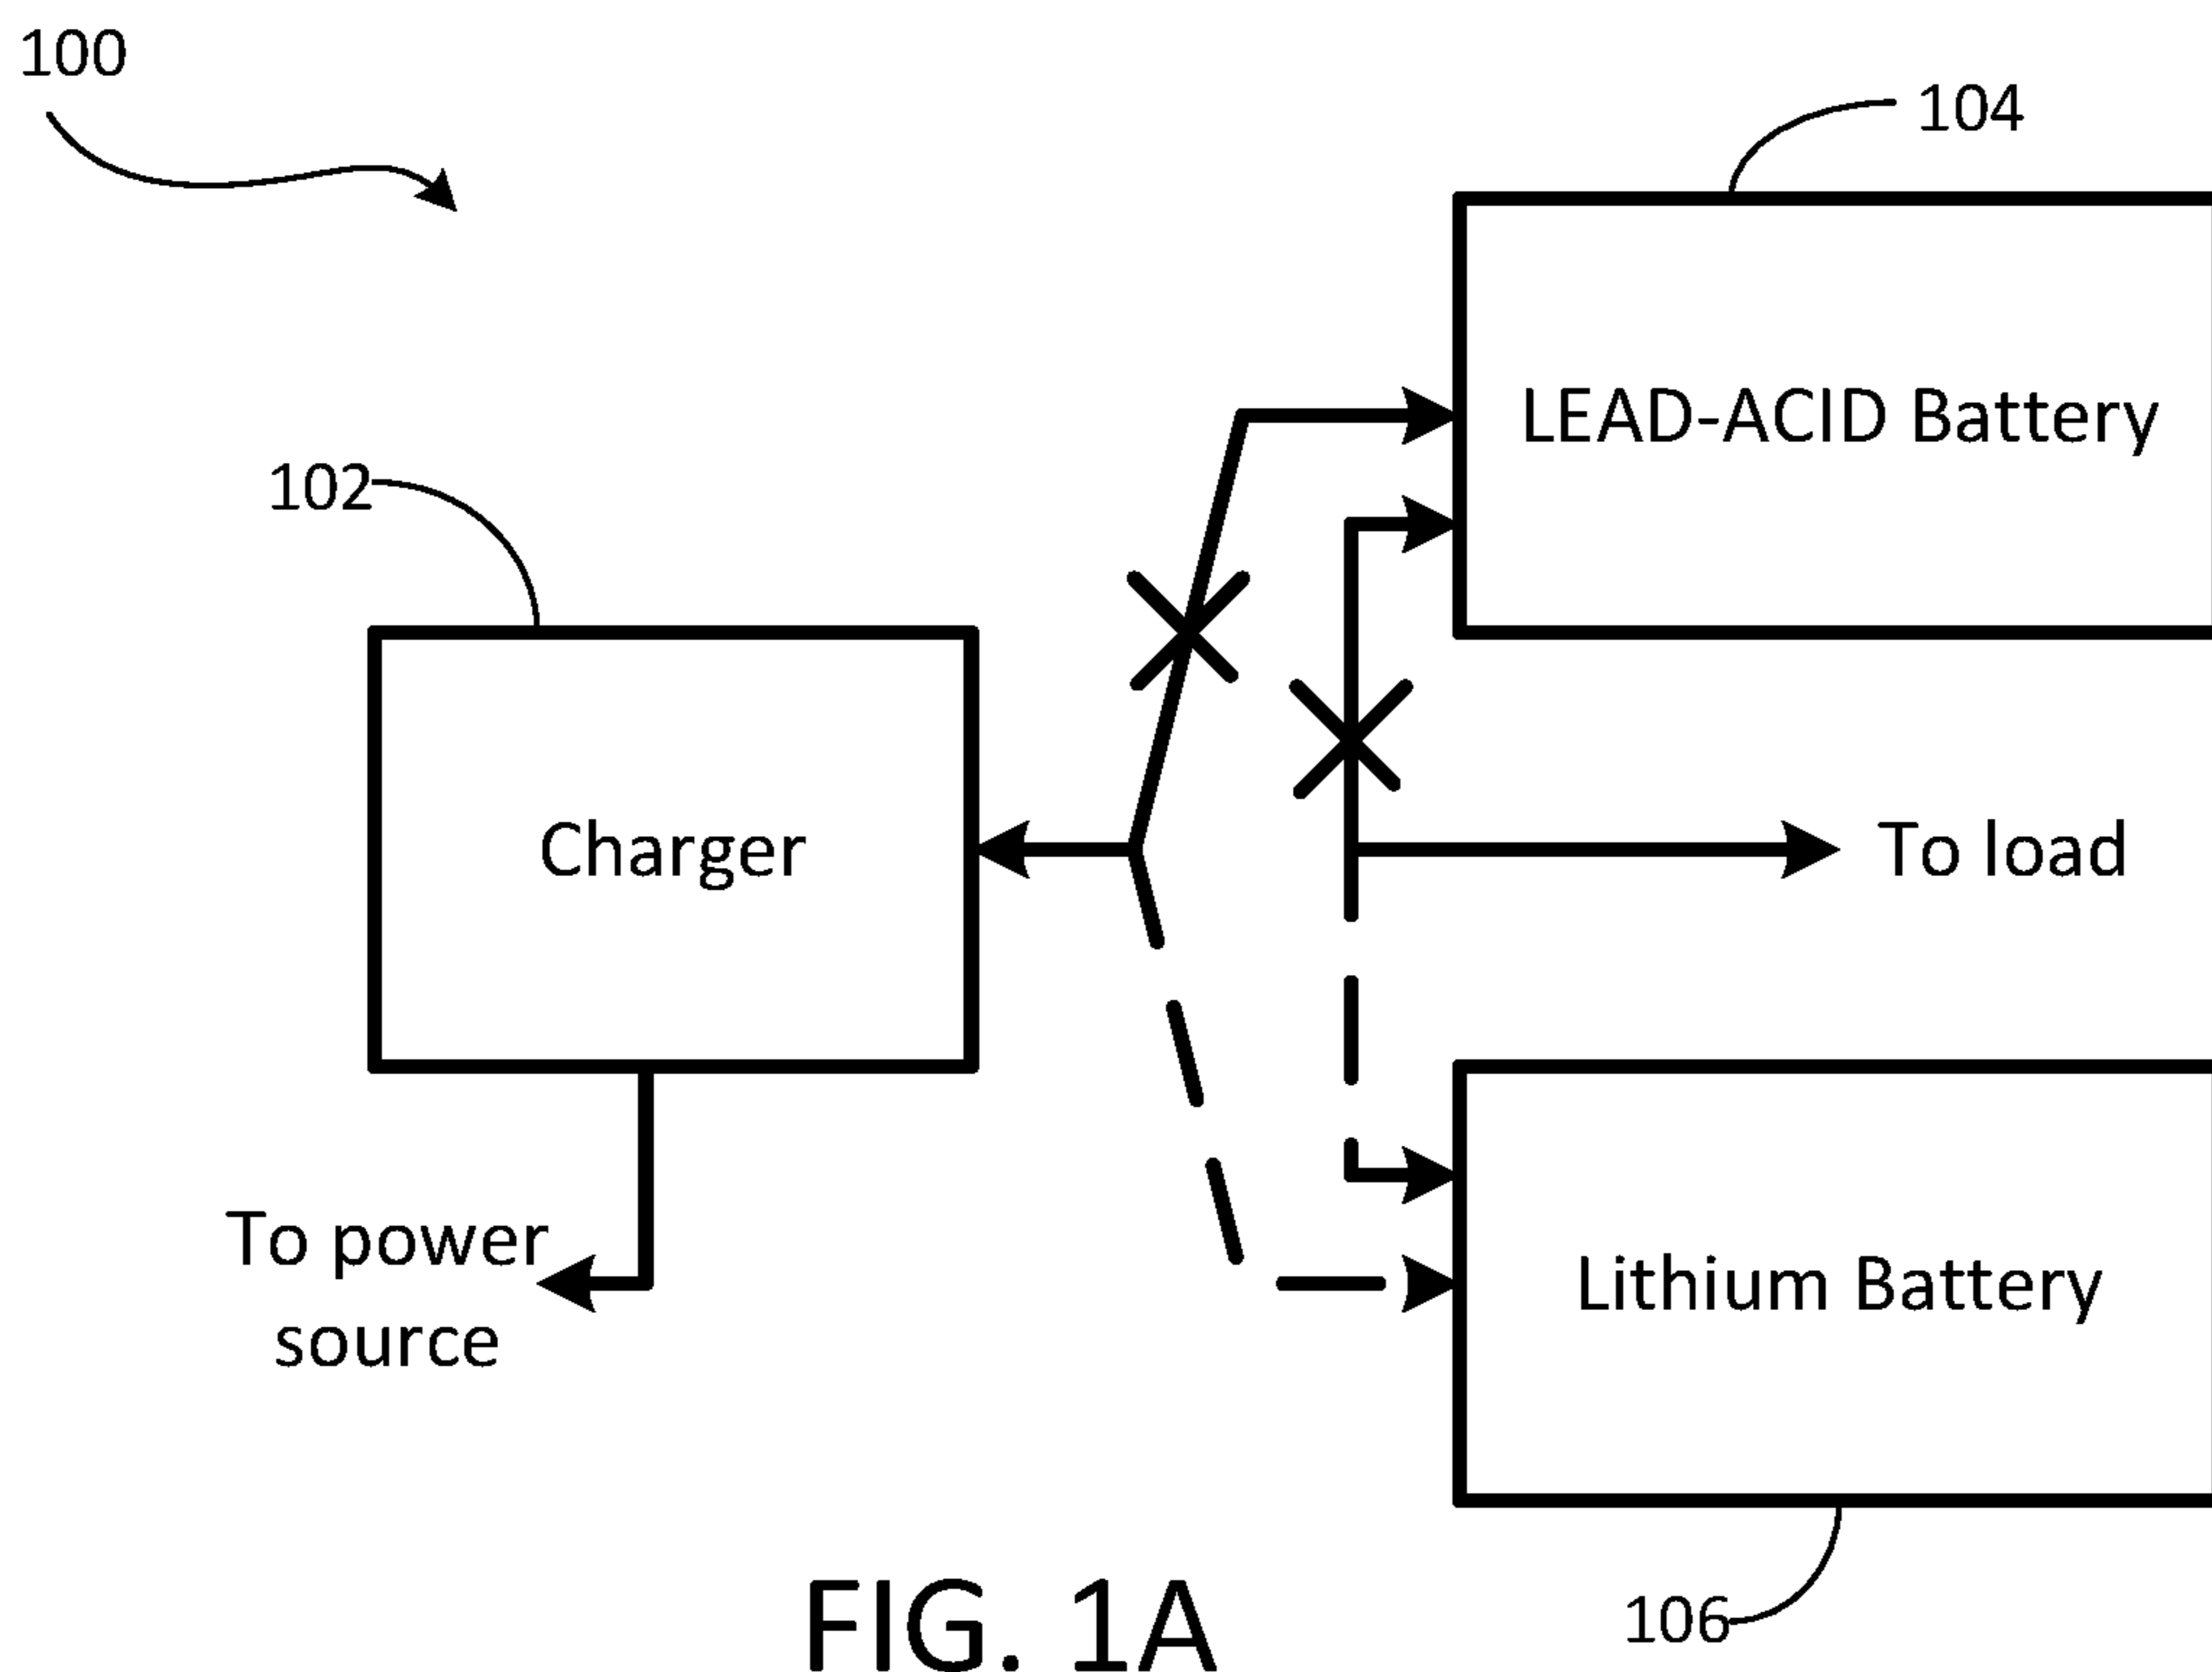 100
104
LEAD-ACID Battery
102
Charger
To load
To power
source
Lithium Battery
106
FIG. 1A